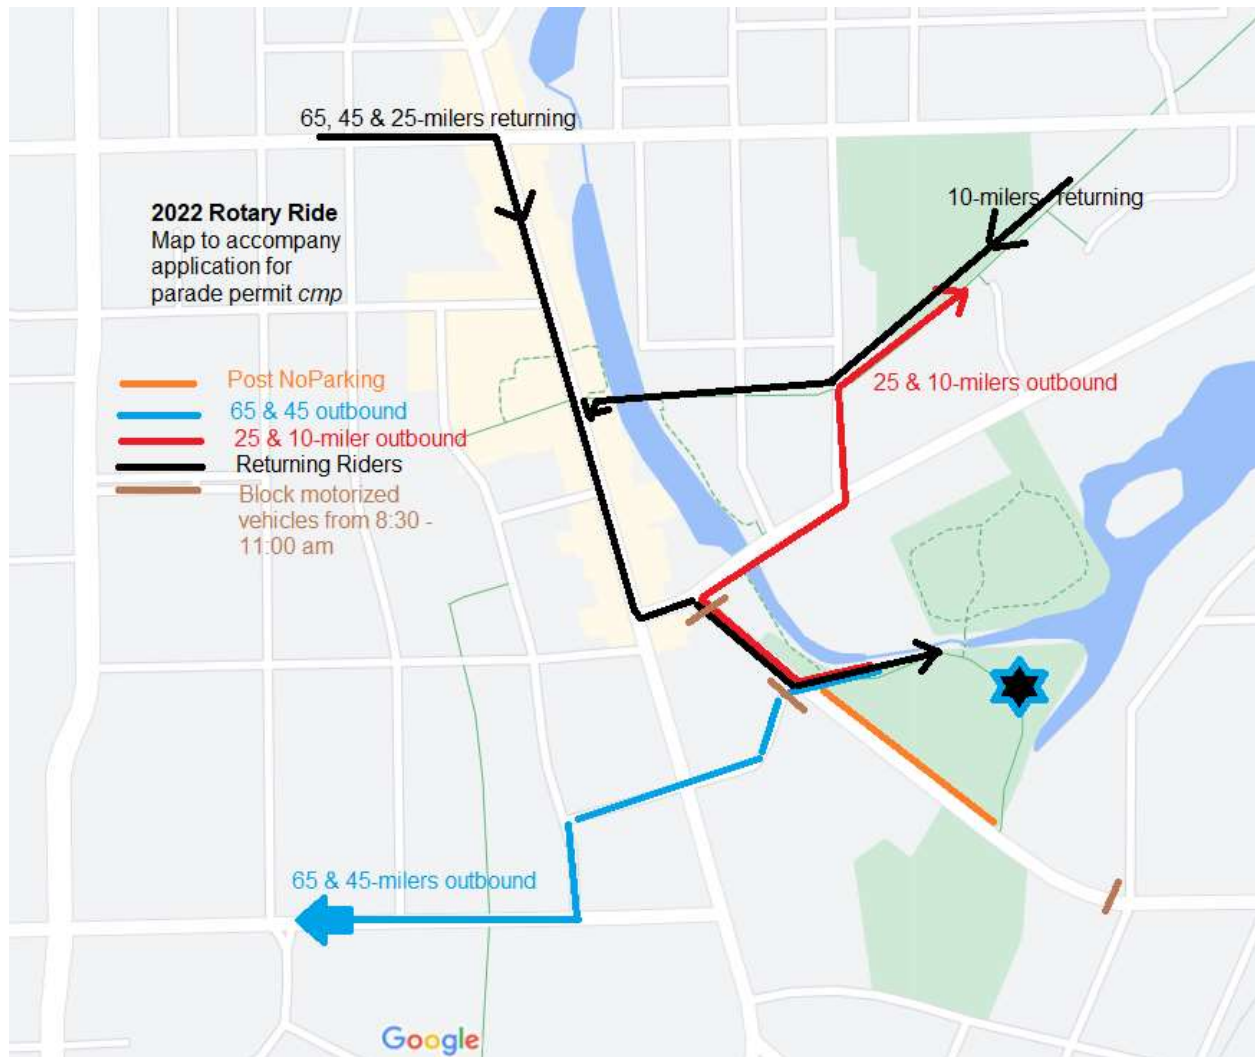 65, 45 & 25-milers returning
2022 Rotary Ride
Map to accompany
application for
parade permit cmp
10-milers returning
Post NoParking
65 & 45 outbound
25 & 10-miler outbound
Returning Riders
Block motorized
vehicles from 8:30 -
11:00 am
25 & 10-milers outbound
65 & 45-milers outbound
Google